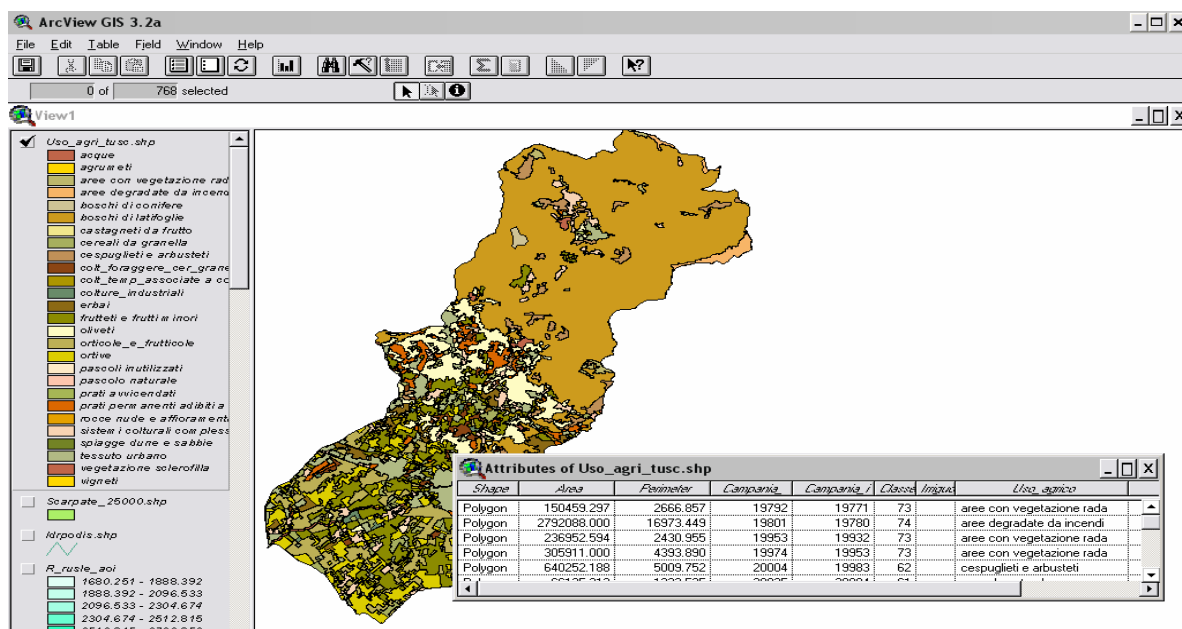 ArcView GIS 3.2a
File Edit Table Field Window Help
0 of 768 selected
View1
Uso_agri_tusc.shp
acque
agrumeti
aree con vegetazione rad
aree degradate da incend
boschi di conifere
boschi di latifoglie
castagneti da frutto
cereali da granella
cespuglieti e arbusteti
colt_foraggere_cer_grane
colt_temp_associate a co
colture_industriali
erbai
frutteti e frutti minori
oliveti
orticole_e_frutticole
ortive
pascoli inutilizzati
pascolo naturale
prati avvicendati
prati permanenti adibiti a
rocce nude e affiorament
sistemi colturali comples
spiagge dune e sabbie
tessuto urbano
vegetazione sclerofilla
vigneti
Scarpate_25000.shp
Idrpodis.shp
R_rusle_aoi
1680.251 - 1888.392
1888.392 - 2096.533
2096.533 - 2304.674
2304.674 - 2512.815
Attributes of Uso_agri_tusc.shp
Shape Area Perimeter Campania_ Campania_i Classe Irriguo Uso_agrico
Polygon 150459.297 2666.857 19792 19771 73 aree con vegetazione rada
Polygon 2792088.000 16973.449 19801 19780 74 aree degradate da incendi
Polygon 236952.594 2430.955 19953 19932 73 aree con vegetazione rada
Polygon 305911.000 4393.890 19974 19953 73 aree con vegetazione rada
Polygon 640252.188 5009.752 20004 19983 62 cespuglieti e arbusteti